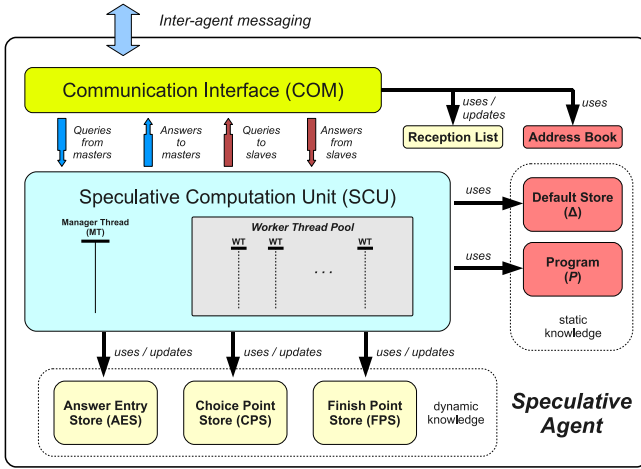 Inter-agent messaging
Communication Interface (COM)
uses /
updates
uses
Reception List
Address Book
Queries
from
masters
Answers
to
masters
Queries
to
slaves
Answers
from
slaves
Speculative Computation Unit (SCU)
Manager Thread
(MT)
Worker Thread Pool
WT
WT
WT
. . .
uses
uses
Default Store
(Δ)
Program
(P)
static
knowledge
uses / updates
uses / updates
uses / updates
Answer Entry
Store (AES)
Choice Point
Store (CPS)
Finish Point
Store (FPS)
dynamic
knowledge
Speculative
Agent